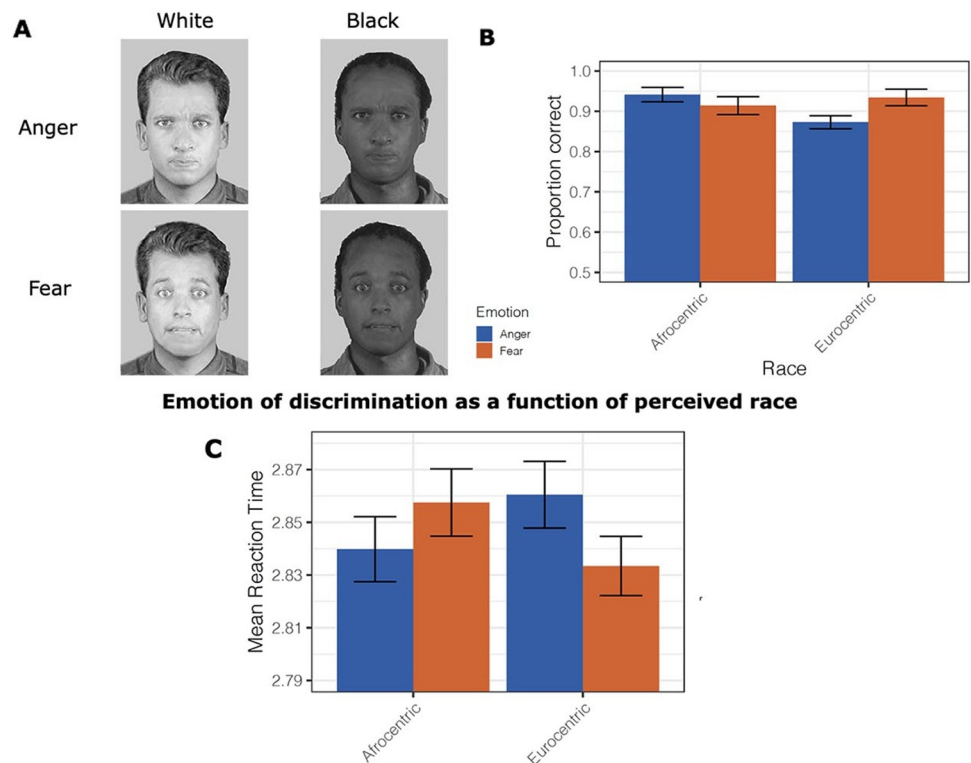 A
White
Black
Anger
Fear
B
Proportion correct
1.0
0.9
0.8
0.7
0.6
0.5
Afrocentric
Eurocentric
Race
Emotion
Anger
Fear
Emotion of discrimination as a function of perceived race
C
Mean Reaction Time
2.87
2.85
2.83
2.81
2.79
Afrocentric
Eurocentric